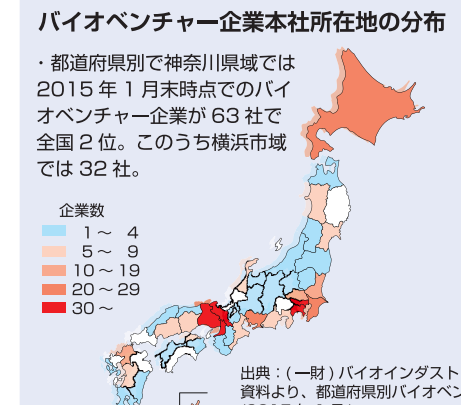 バイオベンチャー企業本社所在地の分布
・都道府県別で神奈川県域では
2015年1月末時点でのバイ
オベンチャー企業が63社で
全国2位。このうち横浜市域
では32社。
企業数
1～ 4
5～ 9
10～19
20～29
30～
出典：(一財)バイオインダスト
資料より、都道府県別バイオベン